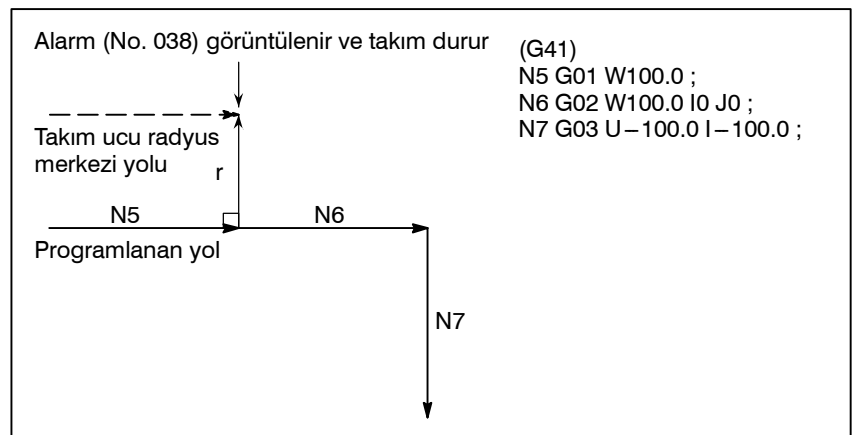 Alarm (No. 038) görüntülenir ve takım durur
(G41)
N5 G01 W100.0 ;
N6 G02 W100.0 I0 J0 ;
N7 G03 U−100.0 I−100.0 ;
Takım ucu radyus
merkezi yolu
r
N5
N6
Programlanan yol
N7